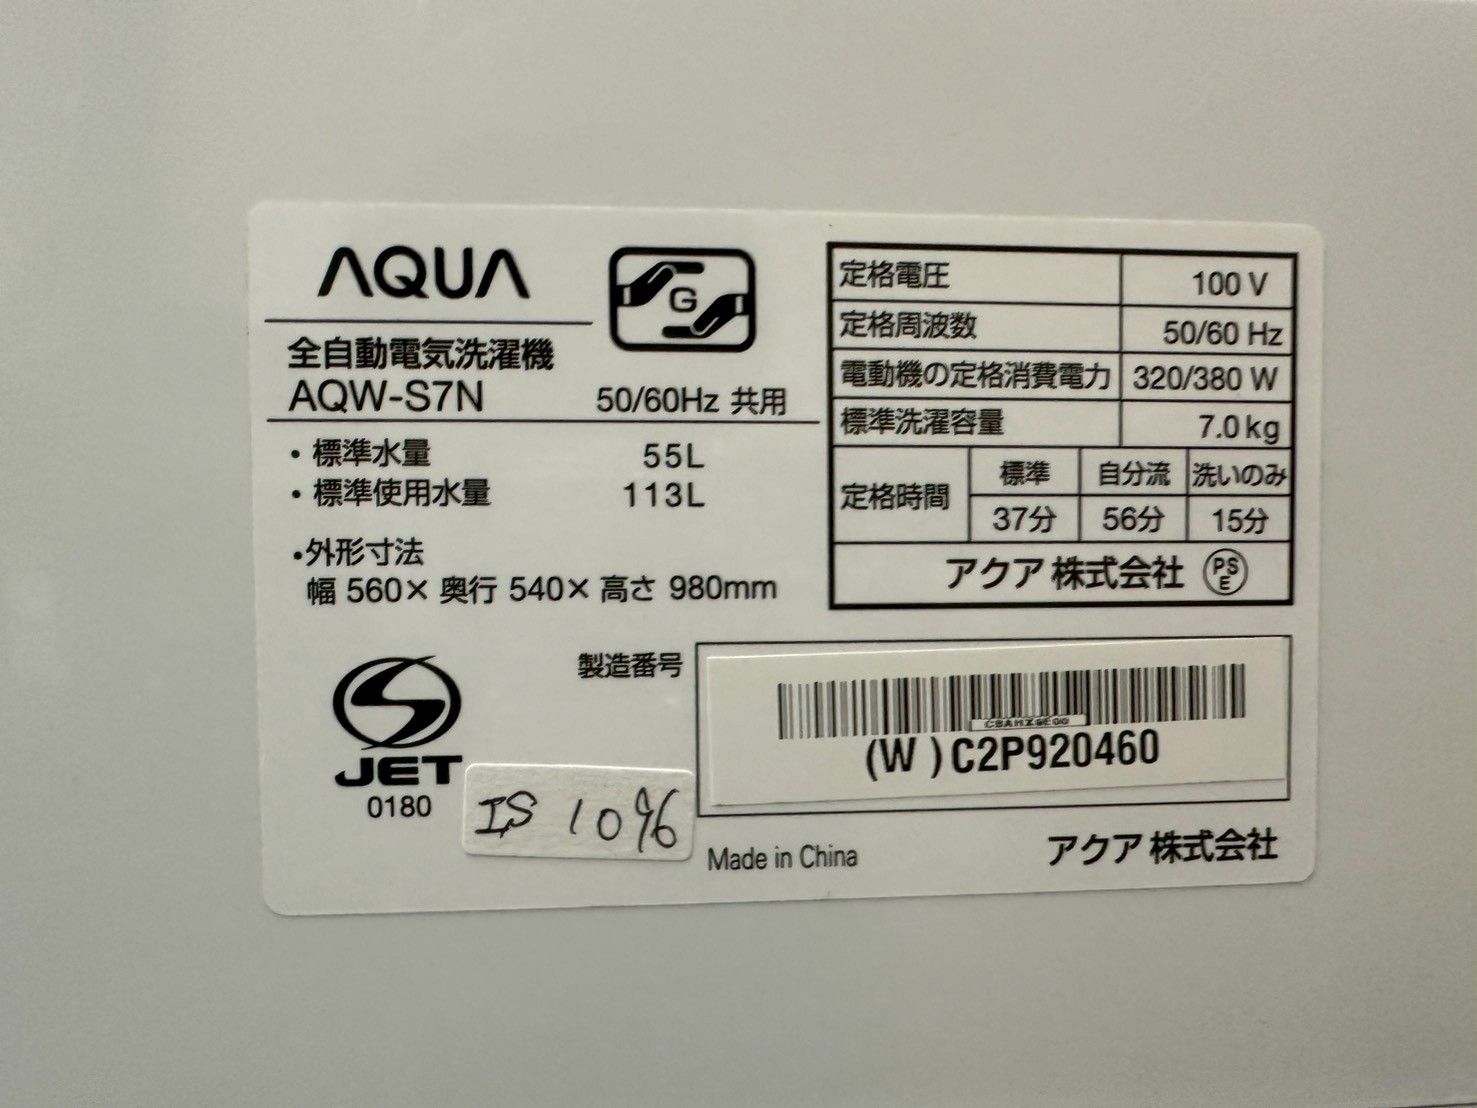 AQUA
G
全自動電気洗濯機
AQW-S7N 50/60Hz 共用
・標準水量 55L
・標準使用水量 113L
・外形寸法
幅 560× 奥行 540× 高さ 980mm
定格電圧 100 V
定格周波数 50/60 Hz
電動機の定格消費電力 320/380 W
標準洗濯容量 7.0 kg
定格時間 標準 自分流 洗いのみ
37分 56分 15分
アクア 株式会社 PSE
製造番号
(W ) C2P920460
JET
0180
IS 1096
Made in China
アクア 株式会社